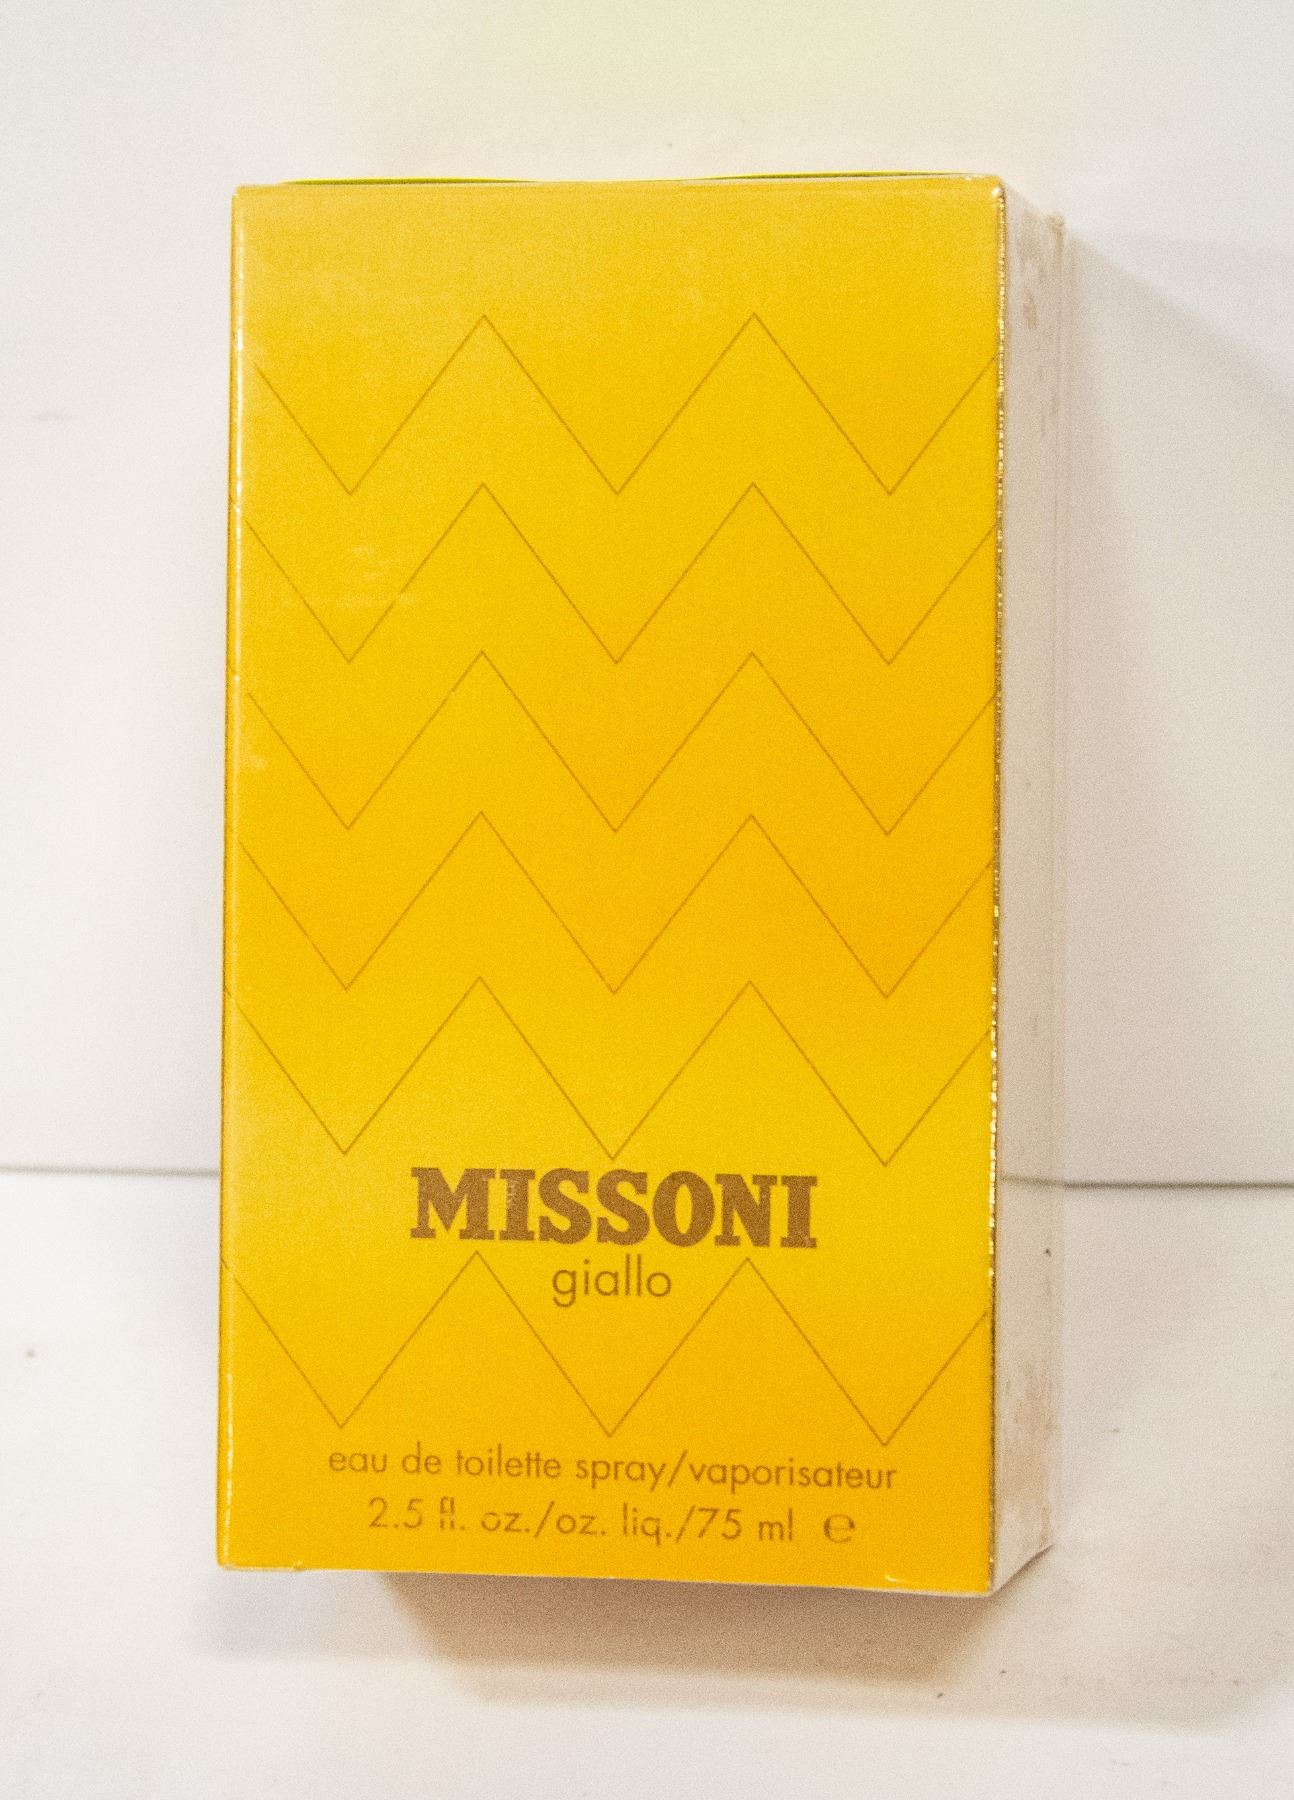 MISSONI
giallo
eau de toilette spray/vaporisateur
2.5 fl. oz./oz. liq./75 ml ℮